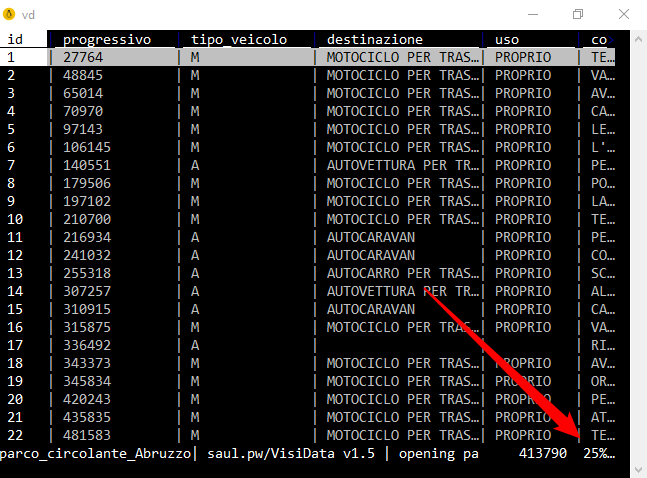 vd
id | progressivo | tipo_veicolo | destinazione | uso | co
1 | 27764 | M | MOTOCICLO PER TRAS…| PROPRIO | TE…
2 | 48845 | M | MOTOCICLO PER TRAS…| PROPRIO | VA…
3 | 65014 | M | MOTOCICLO PER TRAS…| PROPRIO | AV…
4 | 70970 | M | MOTOCICLO PER TRAS…| PROPRIO | CA…
5 | 97143 | M | MOTOCICLO PER TRAS…| PROPRIO | LE…
6 | 106145 | M | MOTOCICLO PER TRAS…| PROPRIO | L'…
7 | 140551 | A | AUTOVETTURA PER TR…| PROPRIO | PE…
8 | 179506 | M | MOTOCICLO PER TRAS…| PROPRIO | PO…
9 | 197102 | M | MOTOCICLO PER TRAS…| PROPRIO | LA…
10 | 210700 | M | MOTOCICLO PER TRAS…| PROPRIO | TE…
11 | 216934 | A | AUTOCARAVAN | PROPRIO | PE…
12 | 241032 | A | AUTOCARAVAN | PROPRIO | CO…
13 | 255318 | A | AUTOCARRO PER TRAS…| PROPRIO | SC…
14 | 307257 | A | AUTOVETTURA PER TR…| PROPRIO | AL…
15 | 310915 | A | AUTOCARAVAN | PROPRIO | CA…
16 | 315875 | M | MOTOCICLO PER TRAS…| PROPRIO | VA…
17 | 336492 | A | | | RI…
18 | 343373 | M | MOTOCICLO PER TRAS…| PROPRIO | AV…
19 | 345834 | M | MOTOCICLO PER TRAS…| PROPRIO | OR…
20 | 420243 | M | MOTOCICLO PER TRAS…| PROPRIO | PE…
21 | 435835 | M | MOTOCICLO PER TRAS…| PROPRIO | AT…
22 | 481583 | M | MOTOCICLO PER TRAS…| PROPRIO | TE…
parco_circolante_Abruzzo| saul.pw/VisiData v1.5 | opening pa 413790 25%…